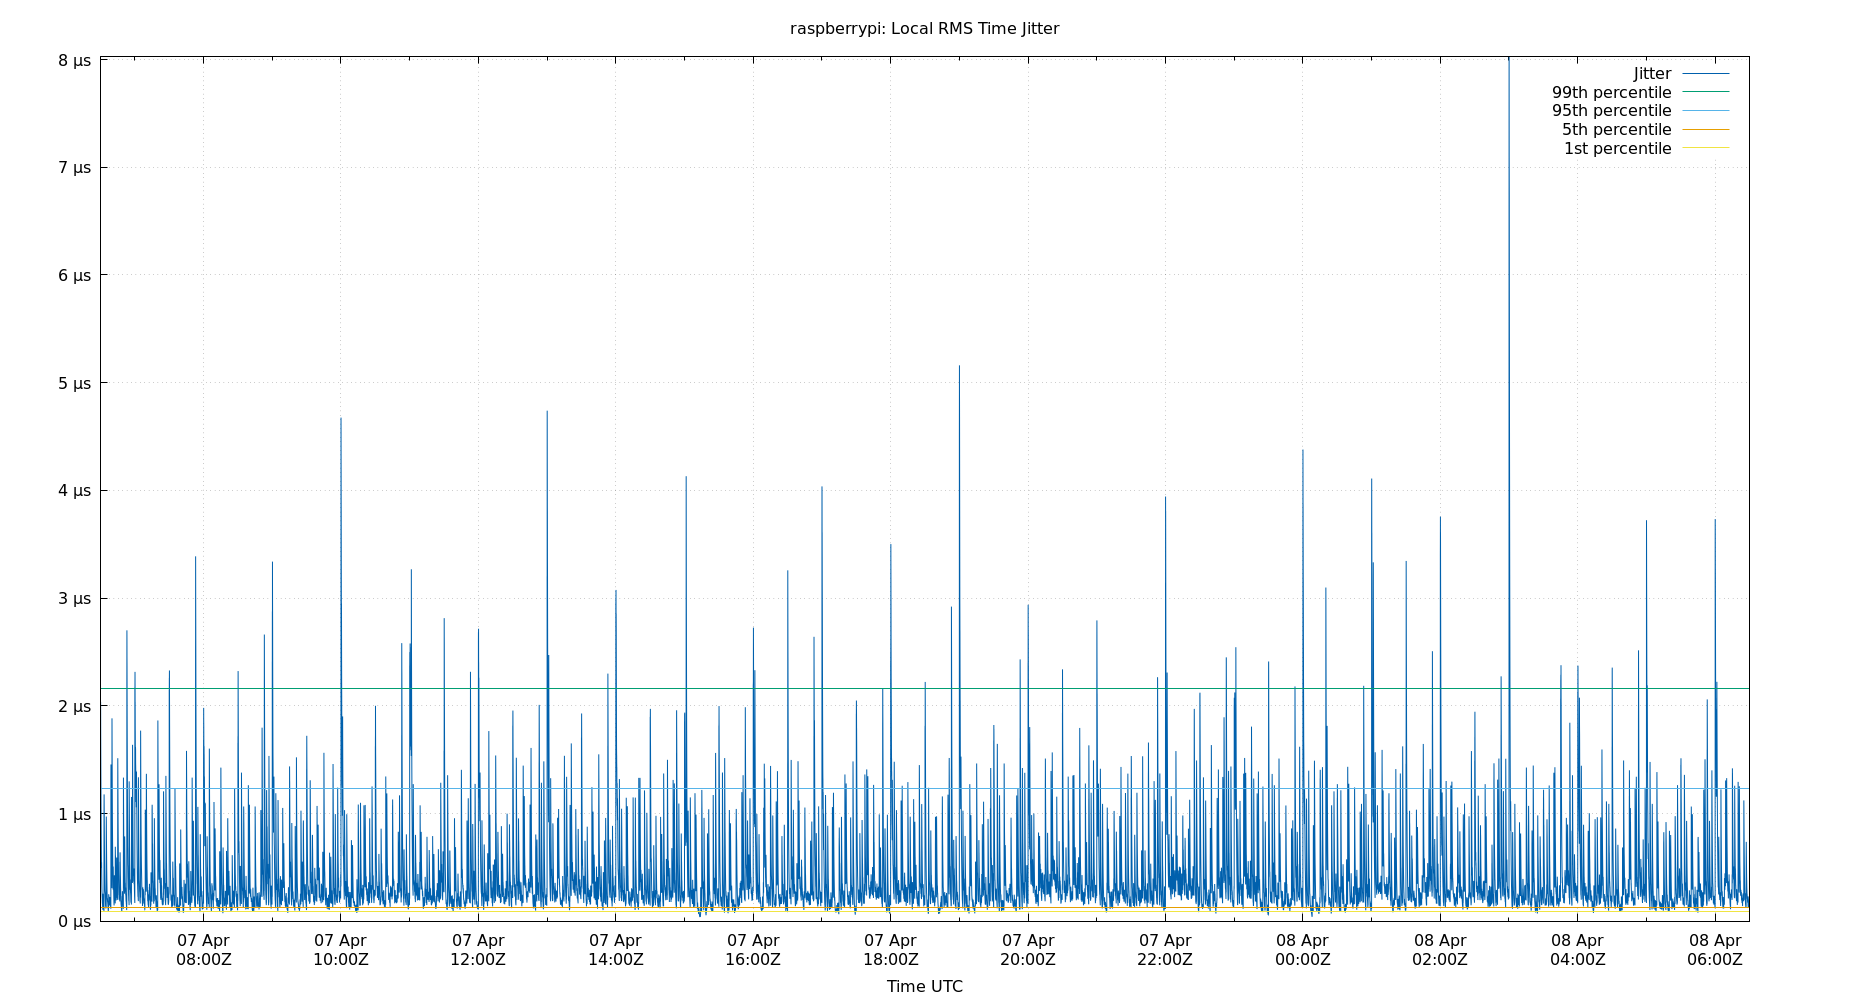 raspberrypi: Local RMS Time Jitter
8 µs
7 µs
6 µs
5 µs
4 µs
3 µs
2 µs
1 µs
0 µs
Jitter
99th percentile
95th percentile
5th percentile
1st percentile
07 Apr 07 Apr 07 Apr 07 Apr 07 Apr 07 Apr 07 Apr 07 Apr 08 Apr 08 Apr 08 Apr 08 Apr
08:00Z 10:00Z 12:00Z 14:00Z 16:00Z 18:00Z 20:00Z 22:00Z 00:00Z 02:00Z 04:00Z 06:00Z
Time UTC